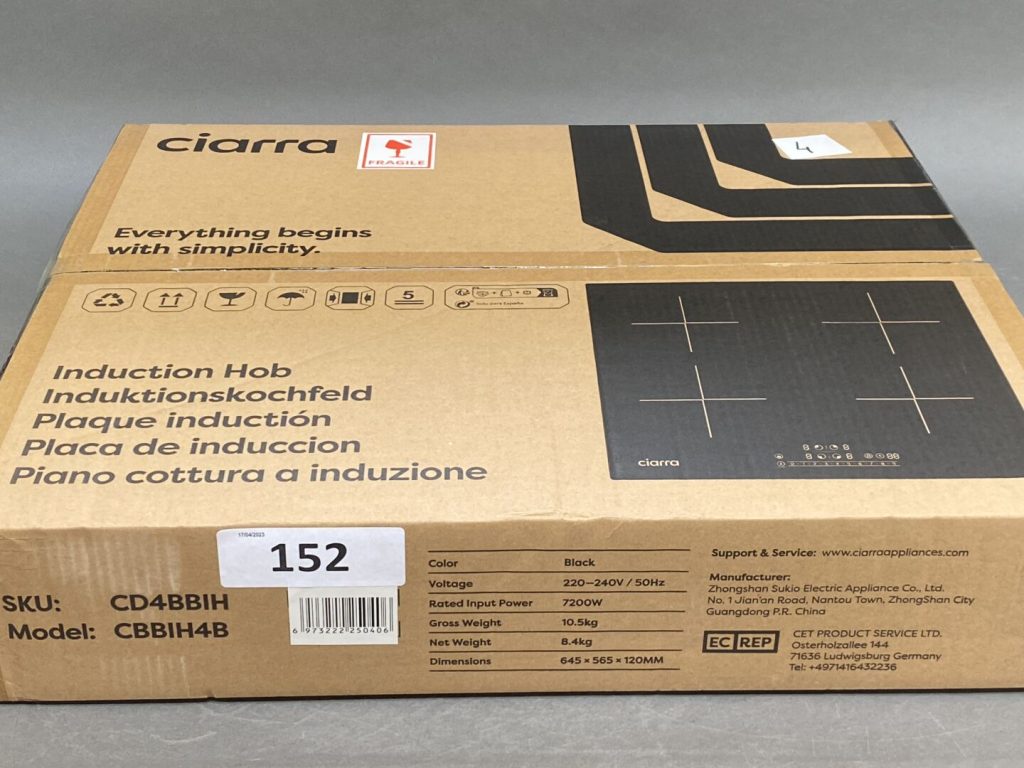 ciarra
FRAGILE
4
Everything begins
with simplicity.
5
Solo para España
Induction Hob
Induktionskochfeld
Plaque inductión
Placa de induccion
Piano cottura a induzione
ciarra
17/04/2023
152
SKU: CD4BBIH
Model: CBBIH4B
6 973222 250406
Color Black
Voltage 220–240V / 50Hz
Rated Input Power 7200W
Gross Weight 10.5kg
Net Weight 8.4kg
Dimensions 645 × 565 × 120MM
Support & Service: www.ciarraappliances.com
Manufacturer:
Zhongshan Sukio Electric Appliance Co., Ltd.
No. 1 Jian'an Road, Nantou Town, ZhongShan City
Guangdong P.R. China
EC REP
CET PRODUCT SERVICE LTD.
Osterholzallee 144
71636 Ludwigsburg Germany
Tel: +4971416432236